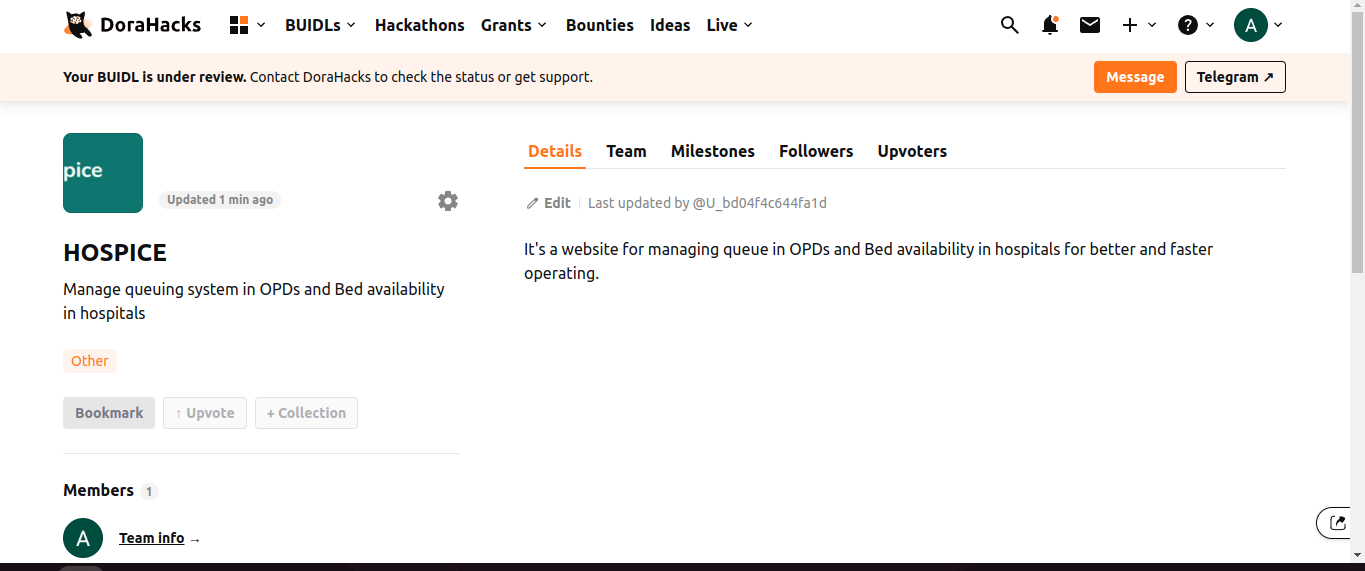 DoraHacks BUIDLs Hackathons Grants Bounties Ideas Live A
Your BUIDL is under review. Contact DoraHacks to check the status or get support. Message Telegram ↗
pice
Updated 1 min ago
HOSPICE
Manage queuing system in OPDs and Bed availability
in hospitals
Other
Bookmark ↑ Upvote + Collection
Members 1
A Team info →
Details Team Milestones Followers Upvoters
Edit Last updated by @U_bd04f4c644fa1d
It's a website for managing queue in OPDs and Bed availability in hospitals for better and faster
operating.